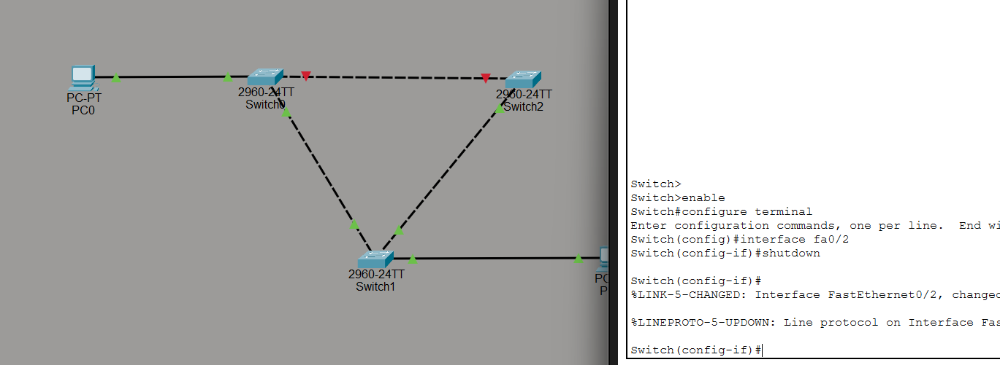 PC-PT
PC0
2960-24TT
Switch0
2960-24TT
Switch2
2960-24TT
Switch1
PC
P
Switch>
Switch>enable
Switch#configure terminal
Enter configuration commands, one per line.  End wi
Switch(config)#interface fa0/2
Switch(config-if)#shutdown
Switch(config-if)#
%LINK-5-CHANGED: Interface FastEthernet0/2, changed
%LINEPROTO-5-UPDOWN: Line protocol on Interface Fas
Switch(config-if)#